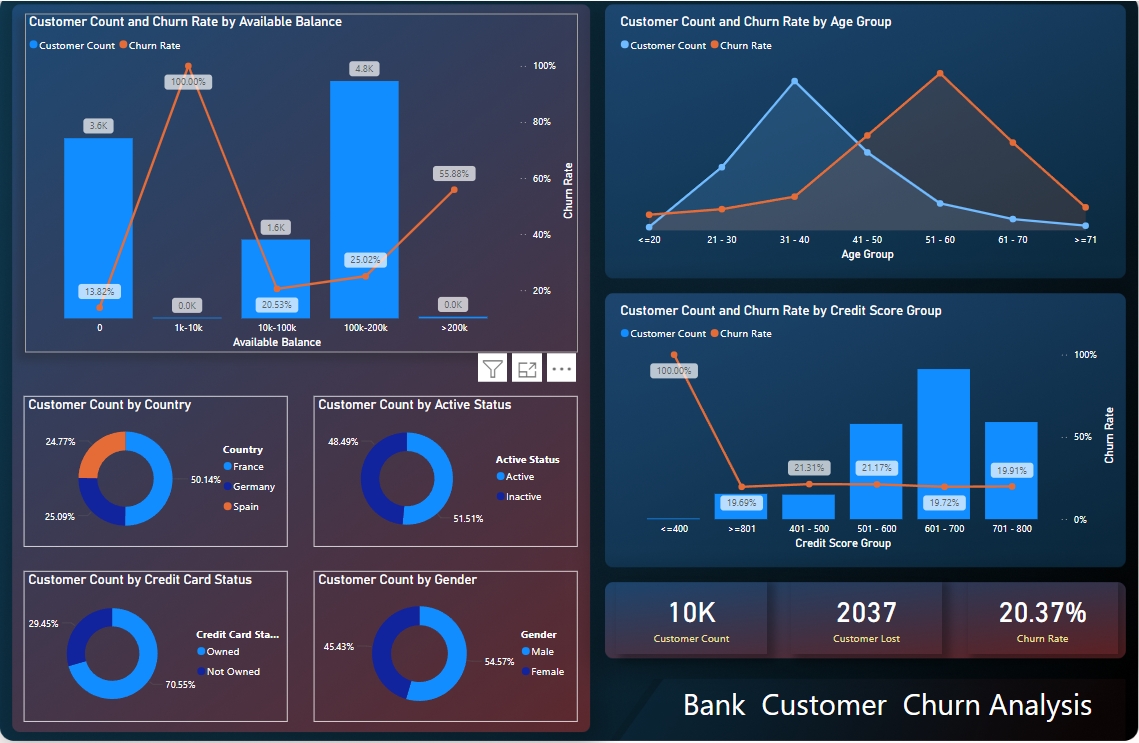 Customer Count and Churn Rate by Available Balance
Customer Count Churn Rate
100%
80%
60%
40%
20%
Churn Rate
3.6K
100.00%
4.8K
55.88%
1.6K
25.02%
13.82%
0.0K
20.53%
0.0K
0 1k-10k 10k-100k 100k-200k >200k
Available Balance
Customer Count by Country
24.77%
50.14%
25.09%
Country
France
Germany
Spain
Customer Count by Active Status
48.49%
51.51%
Active Status
Active
Inactive
Customer Count by Credit Card Status
29.45%
70.55%
Credit Card Sta...
Owned
Not Owned
Customer Count by Gender
45.43%
54.57%
Gender
Male
Female
Customer Count and Churn Rate by Age Group
Customer Count Churn Rate
<=20 21 - 30 31 - 40 41 - 50 51 - 60 61 - 70 >=71
Age Group
Customer Count and Churn Rate by Credit Score Group
Customer Count Churn Rate
100%
50%
0%
Churn Rate
100.00%
19.69%
21.31%
21.17%
19.72%
19.91%
<=400 >=801 401 - 500 501 - 600 601 - 700 701 - 800
Credit Score Group
10K
Customer Count
2037
Customer Lost
20.37%
Churn Rate
Bank Customer Churn Analysis